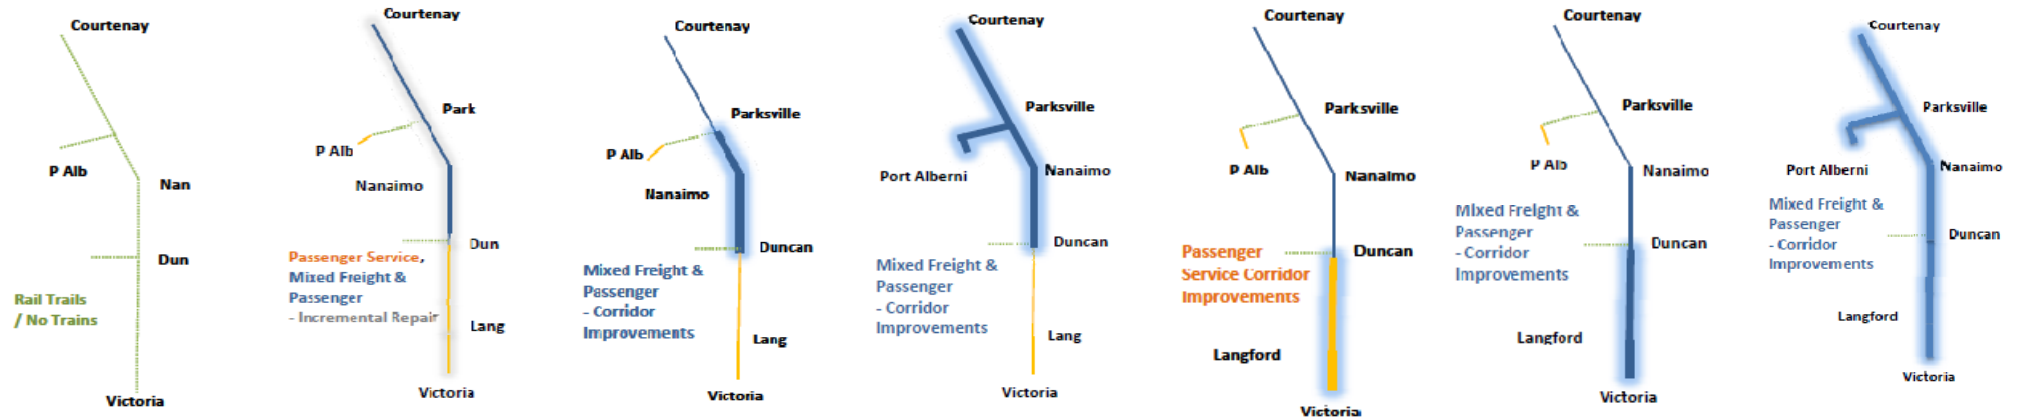 Courtenay
P Alb
Nan
Dun
Rail Trails
/ No Trains
Victoria
Courtenay
Park
P Alb
Nanaimo
Dun
Passenger Service,
Mixed Freight &
Passenger
- Incremental Repair
Lang
Victoria
Courtenay
Parksville
P Alb
Nanaimo
Duncan
Mixed Freight &
Passenger
- Corridor
Improvements
Lang
Victoria
Courtenay
Parksville
Port Alberni
Nanaimo
Duncan
Mixed Freight &
Passenger
- Corridor
Improvements
Lang
Victoria
Courtenay
Parksville
P Alb
Nanaimo
Passenger
Service Corridor
Improvements
Duncan
Langford
Victoria
Courtenay
Parksville
P Alb
Nanaimo
Mixed Freight &
Passenger
- Corridor
Improvements
Duncan
Langford
Victoria
Courtenay
Parksville
Port Alberni
Nanaimo
Mixed Freight &
Passenger
- Corridor
Improvements
Duncan
Langford
Victoria